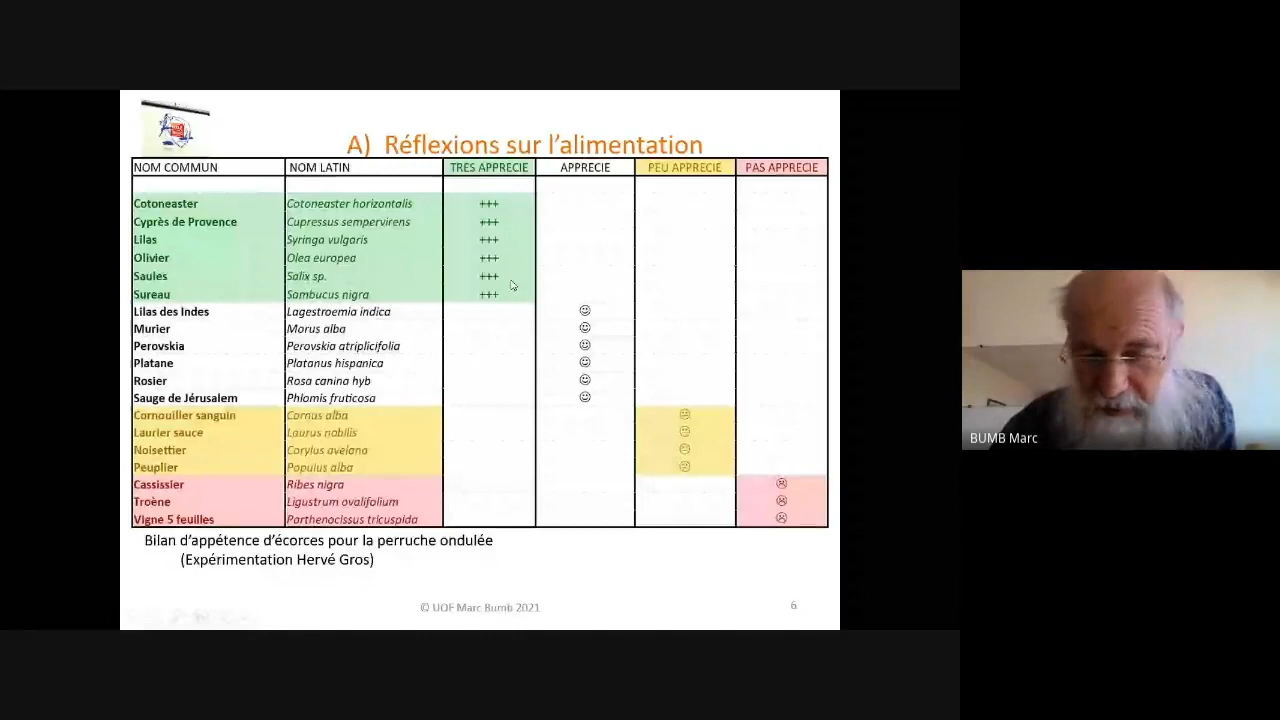 A) Réflexions sur l'alimentation
NOM COMMUN NOM LATIN TRES APPRECIE APPRECIE PEU APPRECIE PAS APPRECIE
Cotoneaster Cotoneaster horizontalis +++
Cyprès de Provence Cupressus sempervirens +++
Lilas Syringa vulgaris +++
Olivier Olea europea +++
Saules Salix sp. +++
Sureau Sambucus nigra +++
Lilas des Indes Lagestroemia indica ☺
Murier Morus alba ☺
Perovskia Perovskia atriplicifolia ☺
Platane Platanus hispanica ☺
Rosier Rosa canina hyb ☺
Sauge de Jérusalem Phlomis fruticosa ☺
Cornouiller sanguin Cornus alba 😐
Laurier sauce Laurus nobilis 😐
Noisettier Corylus avelana 😐
Peuplier Populus alba 😐
Cassissier Ribes nigra ☹
Troène Ligustrum ovalifolium ☹
Vigne 5 feuilles Parthenocissus tricuspida ☹
Bilan d'appétence d'écorces pour la perruche ondulée
(Expérimentation Hervé Gros)
© UOF Marc Bumb 2021
6
BUMB Marc